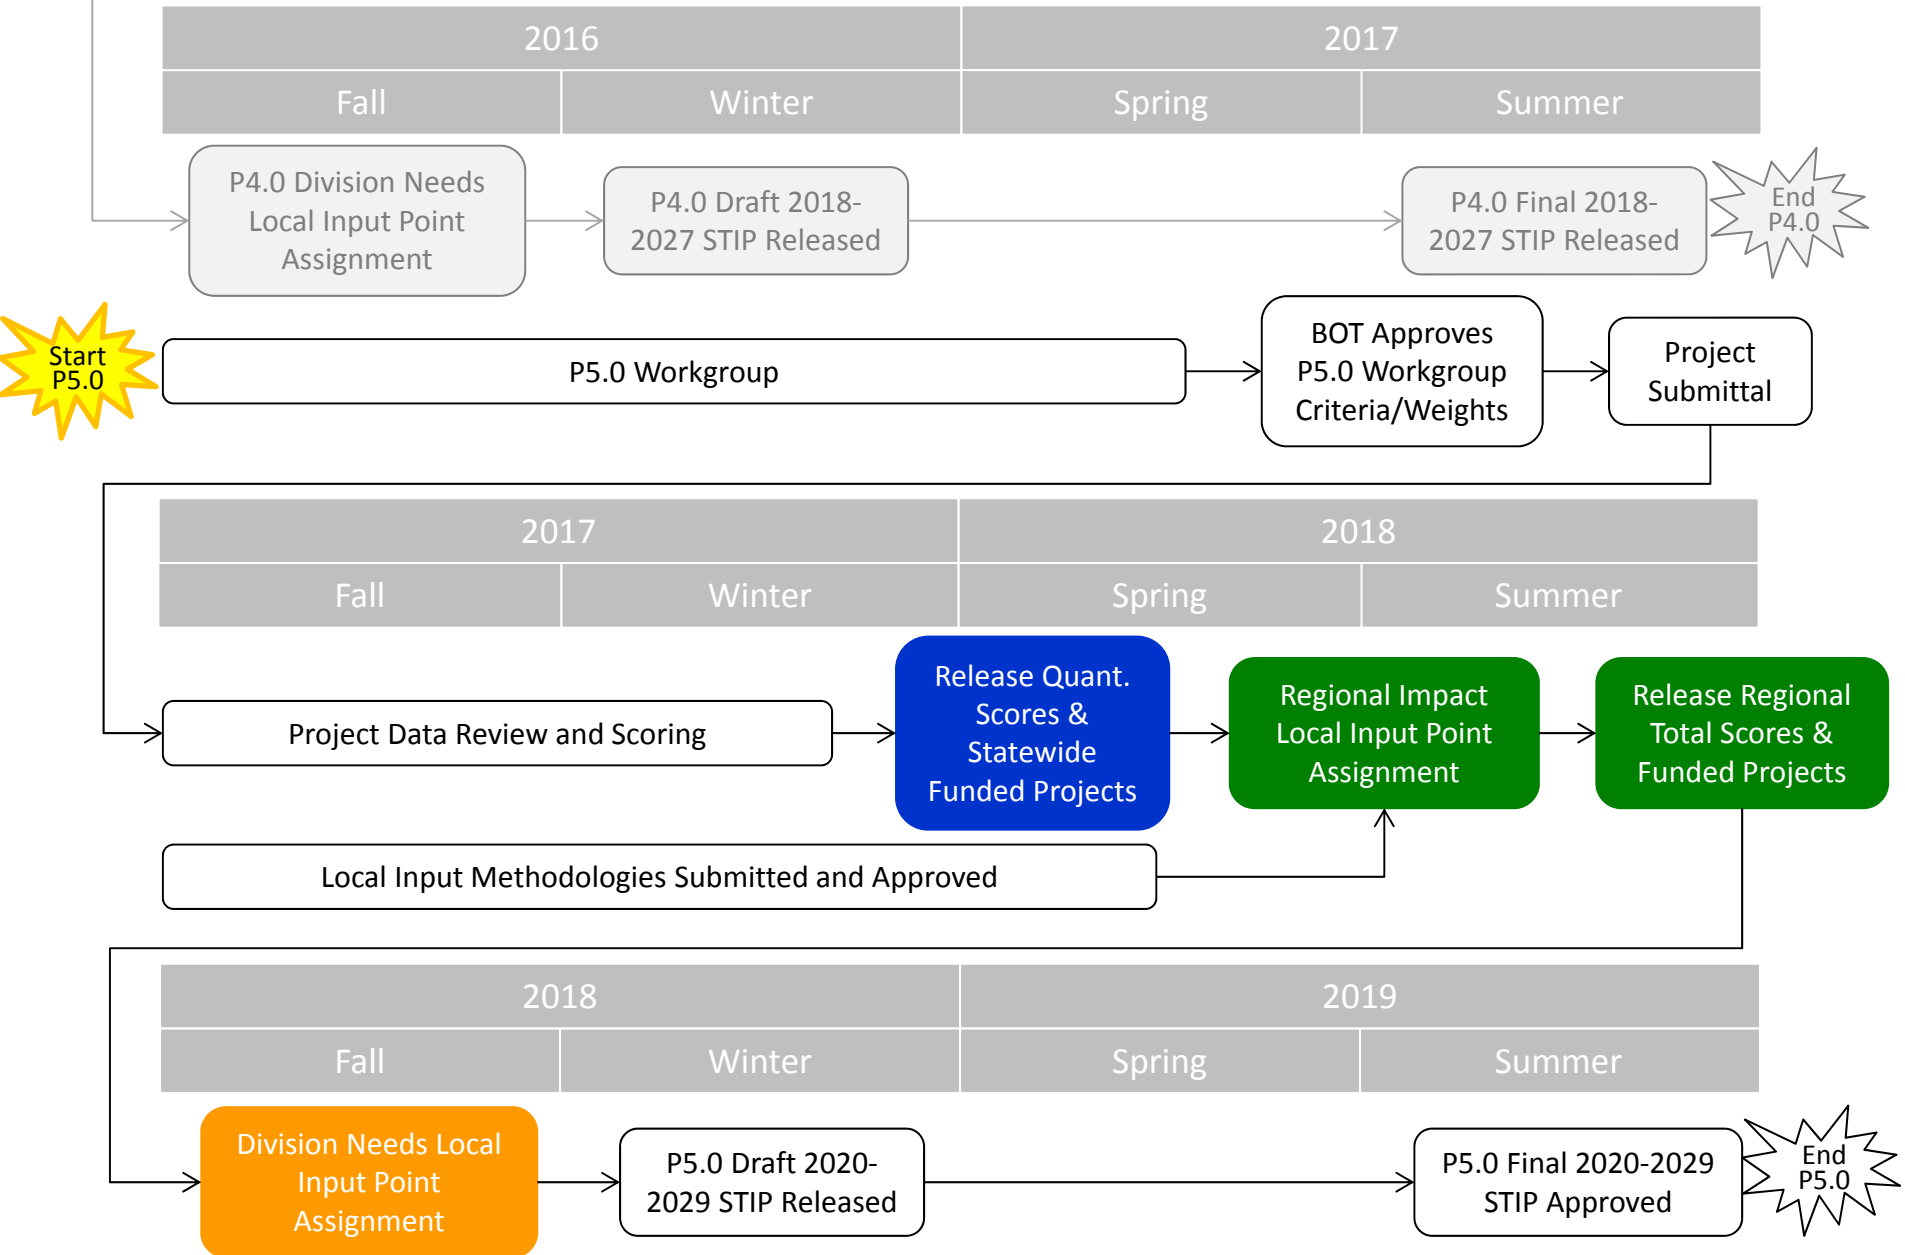 2016
2017
Fall
Winter
Spring
Summer
P4.0 Division Needs
Local Input Point
Assignment
P4.0 Draft 2018-
2027 STIP Released
P4.0 Final 2018-
2027 STIP Released
End
P4.0
Start
P5.0
P5.0 Workgroup
BOT Approves
P5.0 Workgroup
Criteria/Weights
Project
Submittal
2017
2018
Fall
Winter
Spring
Summer
Project Data Review and Scoring
Release Quant.
Scores &
Statewide
Funded Projects
Regional Impact
Local Input Point
Assignment
Release Regional
Total Scores &
Funded Projects
Local Input Methodologies Submitted and Approved
2018
2019
Fall
Winter
Spring
Summer
Division Needs Local
Input Point
Assignment
P5.0 Draft 2020-
2029 STIP Released
P5.0 Final 2020-2029
STIP Approved
End
P5.0